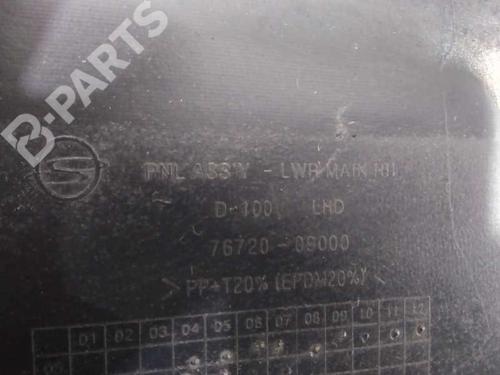 B-PARTS
PNL ASS'Y - LWR MAIN RH
D-100 LHD
76720-09000
>PP+T20% (EPDM20%)<
01 02 03 04 05 06 07 08 09 10 11 12